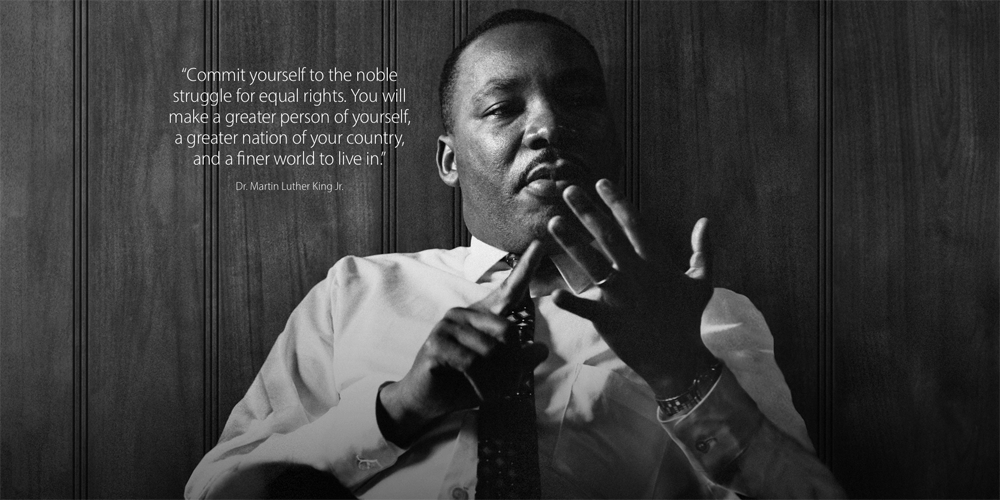 “Commit yourself to the noble
struggle for equal rights. You will
make a greater person of yourself,
a greater nation of your country,
and a finer world to live in.”
Dr. Martin Luther King Jr.